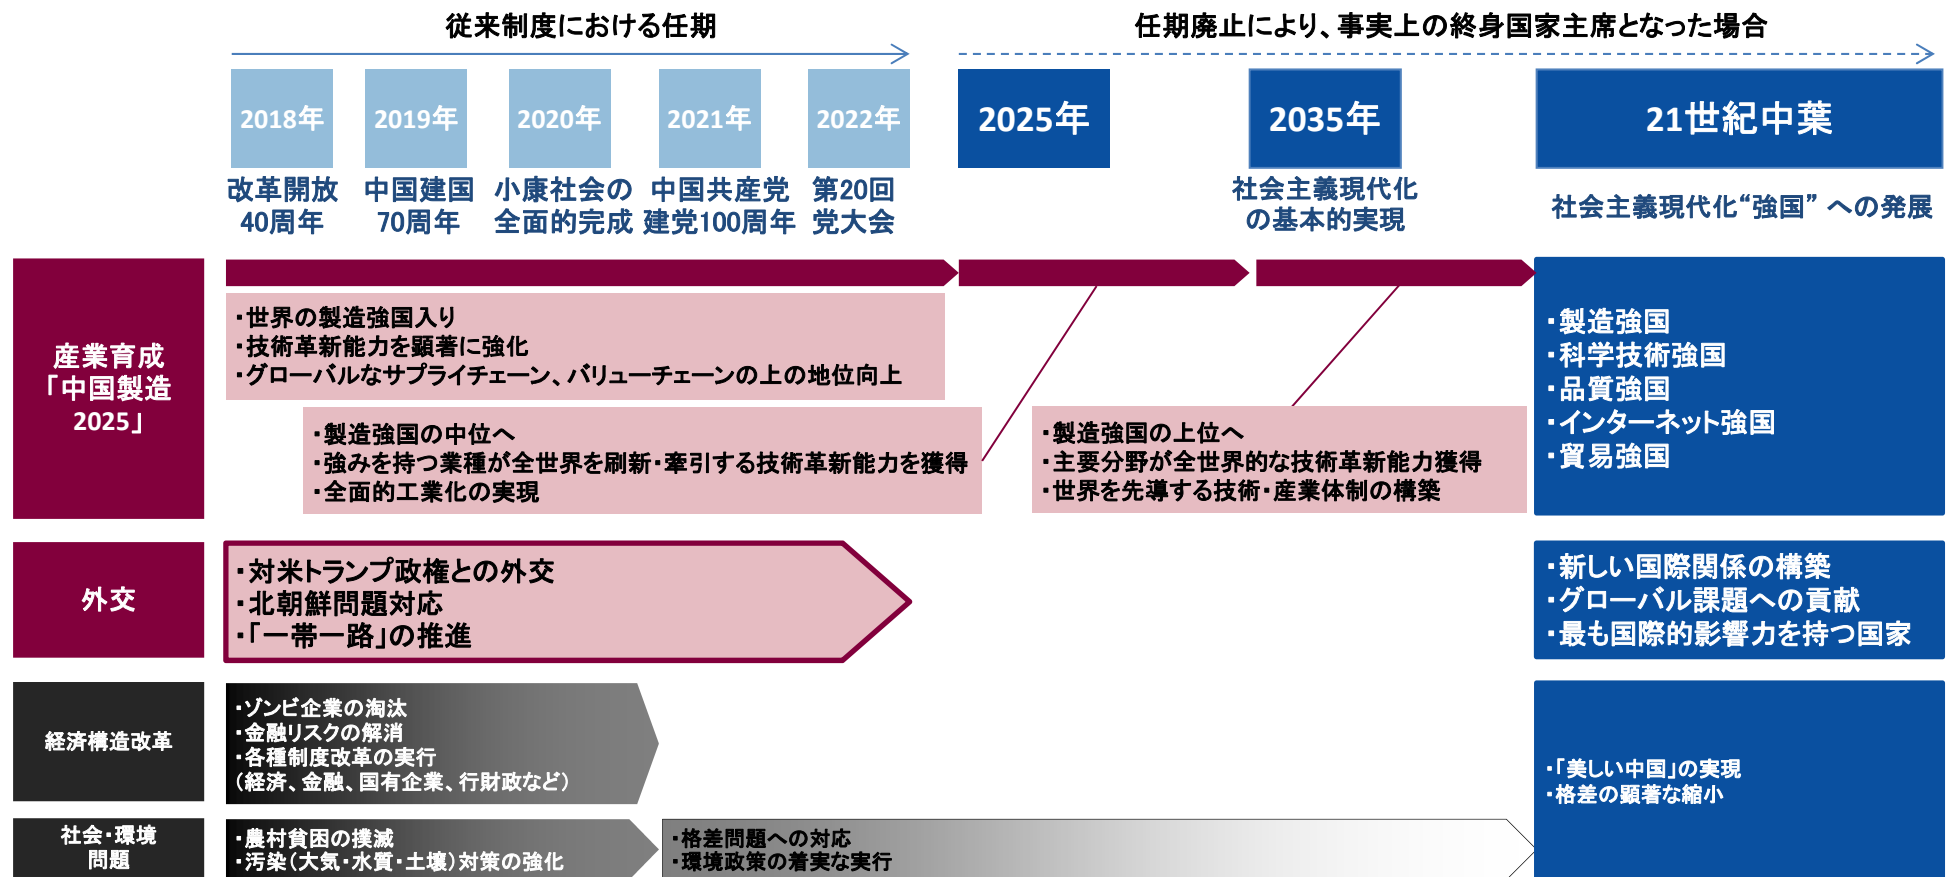 従来制度における任期
任期廃止により、事実上の終身国家主席となった場合
2018年
2019年
2020年
2021年
2022年
2025年
2035年
21世紀中葉
改革開放
40周年
中国建国
70周年
小康社会の
全面的完成
中国共産党
建党100周年
第20回
党大会
社会主義現代化
の基本的実現
社会主義現代化“強国” への発展
産業育成
「中国製造
2025」
・世界の製造強国入り
・技術革新能力を顕著に強化
・グローバルなサプライチェーン、バリューチェーンの上の地位向上
・製造強国の中位へ
・強みを持つ業種が全世界を刷新・牽引する技術革新能力を獲得
・全面的工業化の実現
・製造強国の上位へ
・主要分野が全世界的な技術革新能力獲得
・世界を先導する技術・産業体制の構築
・製造強国
・科学技術強国
・品質強国
・インターネット強国
・貿易強国
外交
・対米トランプ政権との外交
・北朝鮮問題対応
・「一帯一路」の推進
・新しい国際関係の構築
・グローバル課題への貢献
・最も国際的影響力を持つ国家
経済構造改革
・ゾンビ企業の淘汰
・金融リスクの解消
・各種制度改革の実行
（経済、金融、国有企業、行財政など）
・「美しい中国」の実現
・格差の顕著な縮小
社会・環境
問題
・農村貧困の撲滅
・汚染（大気・水質・土壌）対策の強化
・格差問題への対応
・環境政策の着実な実行